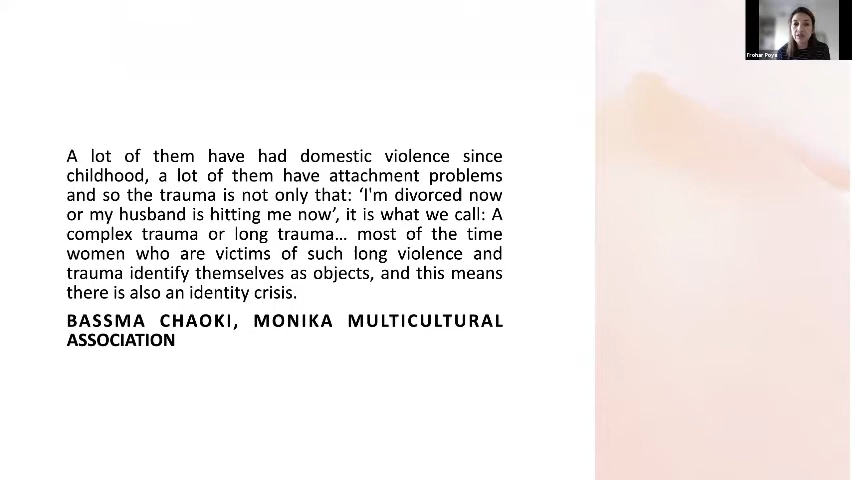 Frohar Poya
A lot of them have had domestic violence since
childhood, a lot of them have attachment problems
and so the trauma is not only that: ‘I'm divorced now
or my husband is hitting me now’, it is what we call: A
complex trauma or long trauma… most of the time
women who are victims of such long violence and
trauma identify themselves as objects, and this means
there is also an identity crisis.
BASSMA CHAOKI, MONIKA MULTICULTURAL
ASSOCIATION